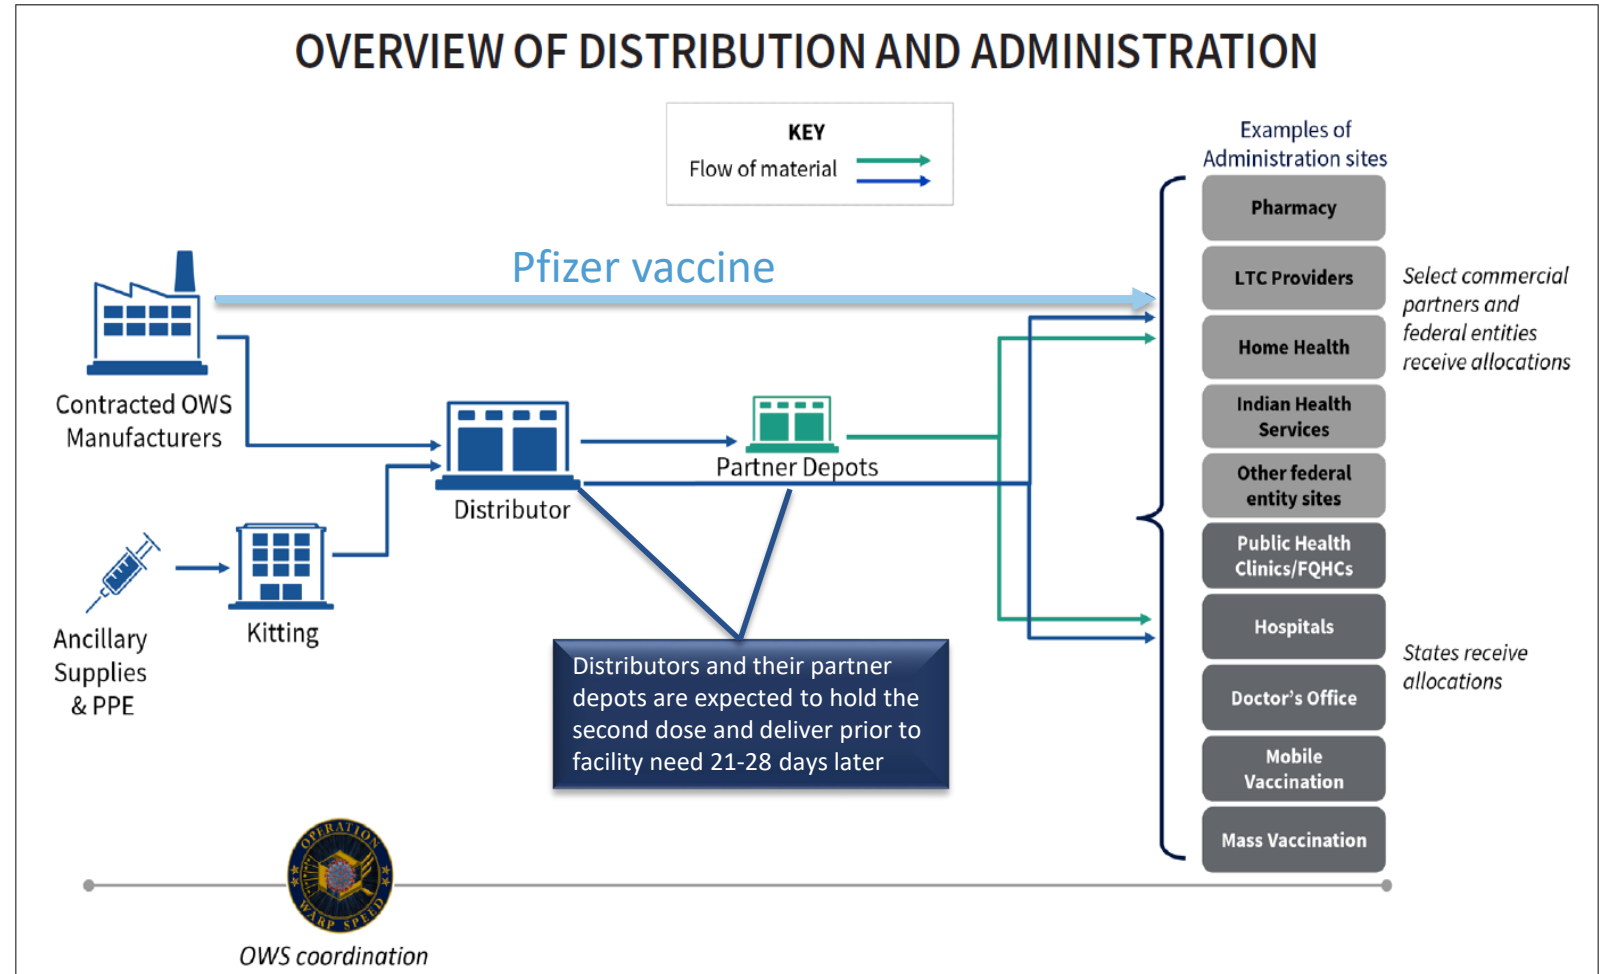 OVERVIEW OF DISTRIBUTION AND ADMINISTRATION
KEY
Flow of material
Examples of
Administration sites
Pharmacy
LTC Providers
Home Health
Indian Health
Services
Other federal
entity sites
Public Health
Clinics/FQHCs
Hospitals
Doctor's Office
Mobile
Vaccination
Mass Vaccination
Select commercial
partners and
federal entities
receive allocations
States receive
allocations
Pfizer vaccine
Contracted OWS
Manufacturers
Distributor
Partner Depots
Ancillary
Supplies
& PPE
Kitting
Distributors and their partner
depots are expected to hold the
second dose and deliver prior to
facility need 21-28 days later
OPERATION
WARP SPEED
OWS coordination